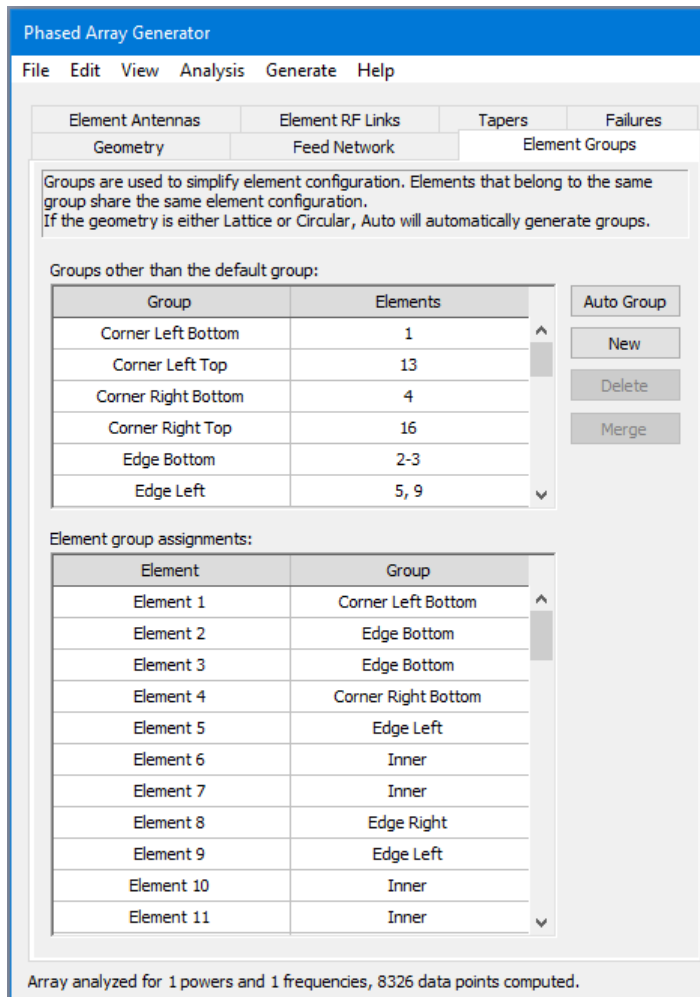 Phased Array Generator
File Edit View Analysis Generate Help
Element Antennas Element RF Links Tapers Failures
Geometry Feed Network Element Groups
Groups are used to simplify element configuration. Elements that belong to the same
group share the same element configuration.
If the geometry is either Lattice or Circular, Auto will automatically generate groups.
Groups other than the default group:
Group Elements Auto Group
Corner Left Bottom 1
New
Corner Left Top 13
Delete
Corner Right Bottom 4
Merge
Corner Right Top 16
Edge Bottom 2-3
Edge Left 5, 9
Element group assignments:
Element Group
Element 1 Corner Left Bottom
Element 2 Edge Bottom
Element 3 Edge Bottom
Element 4 Corner Right Bottom
Element 5 Edge Left
Element 6 Inner
Element 7 Inner
Element 8 Edge Right
Element 9 Edge Left
Element 10 Inner
Element 11 Inner
Array analyzed for 1 powers and 1 frequencies, 8326 data points computed.